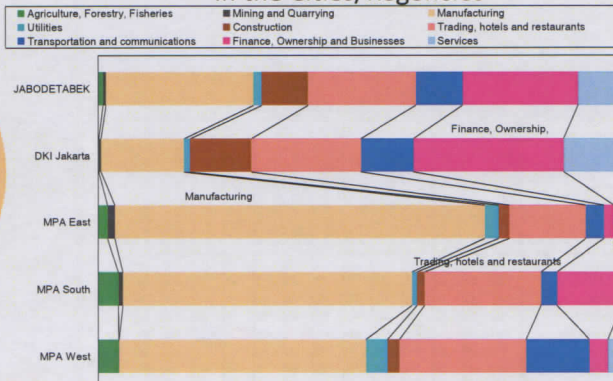 Agriculture, Forestry, Fisheries Mining and Quarrying Manufacturing
Utilities Construction Trading, hotels and restaurants
Transportation and communications Finance, Ownership and Businesses Services
JABODETABEK
Finance, Ownership,
DKI Jakarta
Manufacturing
MPA East
Trading, hotels and restaurants
MPA South
MPA West